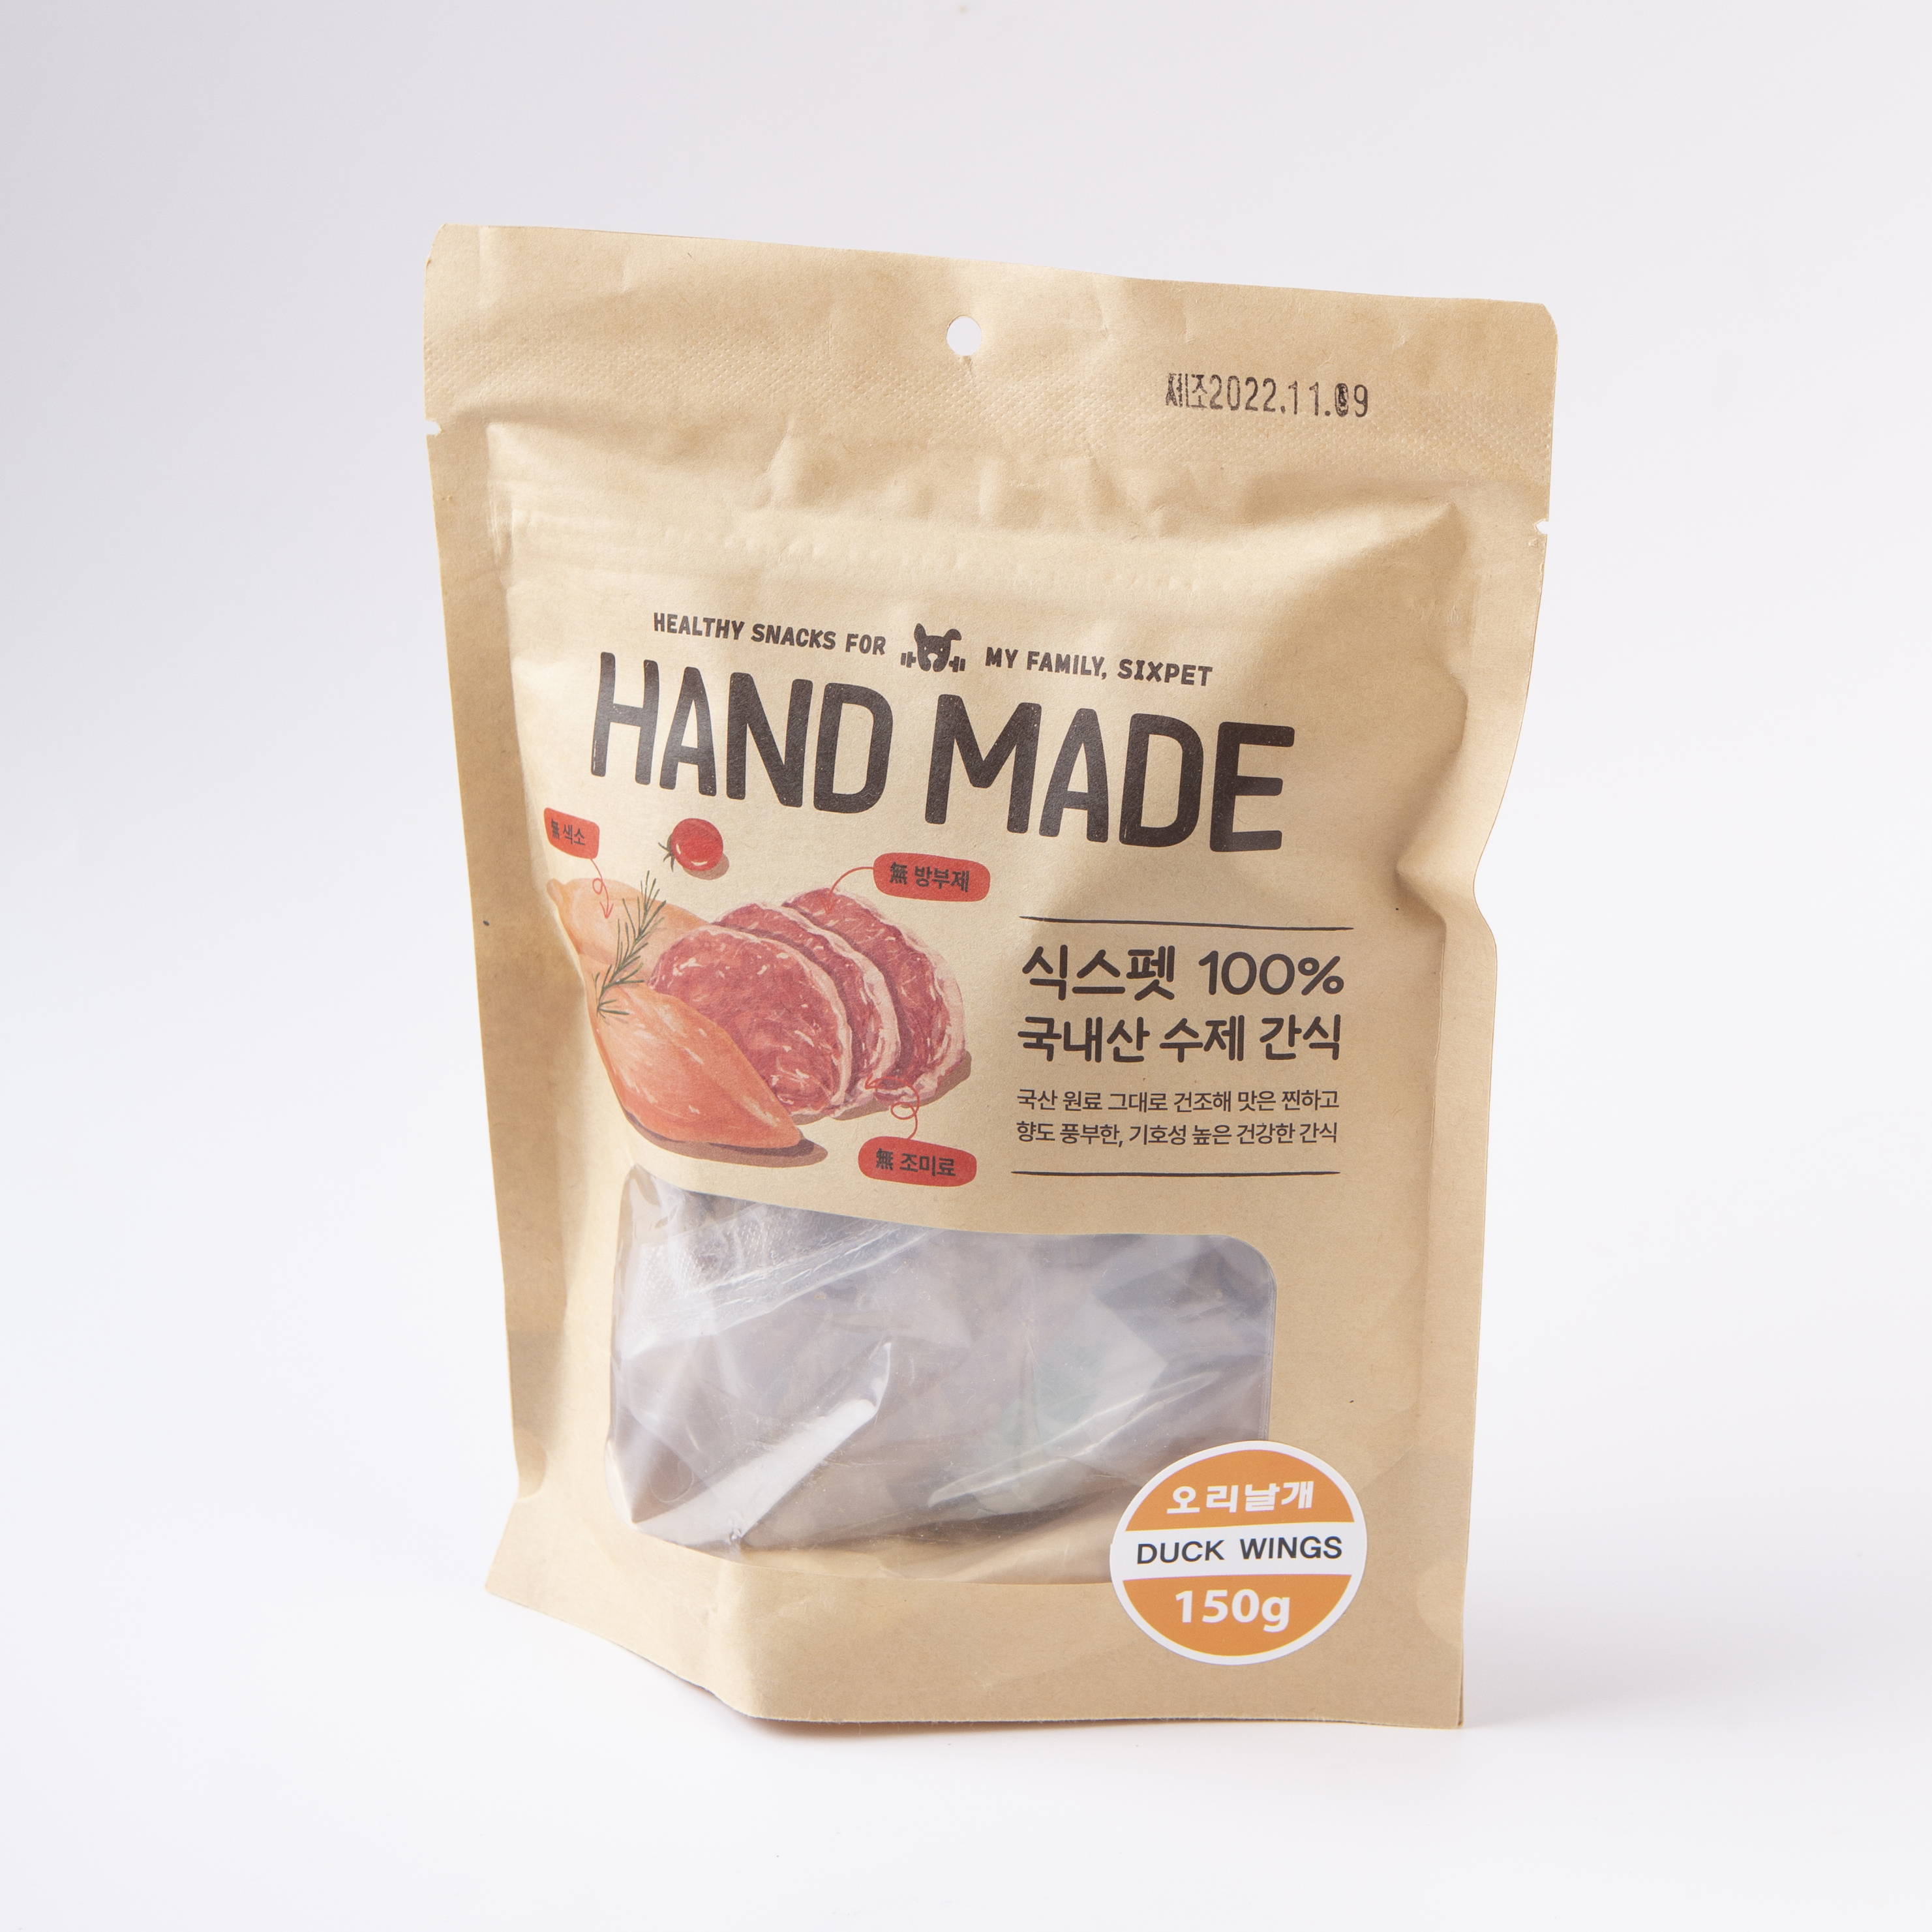 제조2022.11.09
HEALTHY SNACKS FOR MY FAMILY, SIXPET
HAND MADE
無 색소
無 방부제
식스펫 100%
국내산 수제 간식
국산 원료 그대로 건조해 맛은 찐하고
향도 풍부한, 기호성 높은 건강한 간식
無 조미료
오리날개
DUCK WINGS
150g